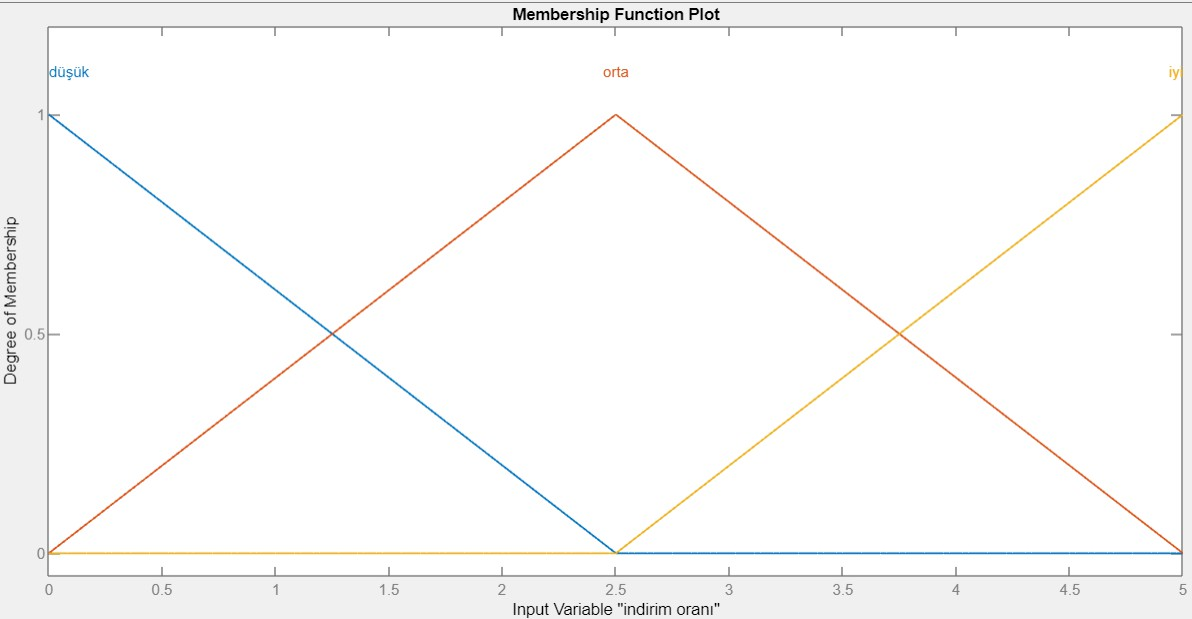 Membership Function Plot
düşük orta iyi
1
0.5
0
Degree of Membership
0 0.5 1 1.5 2 2.5 3 3.5 4 4.5 5
Input Variable "indirim oranı"